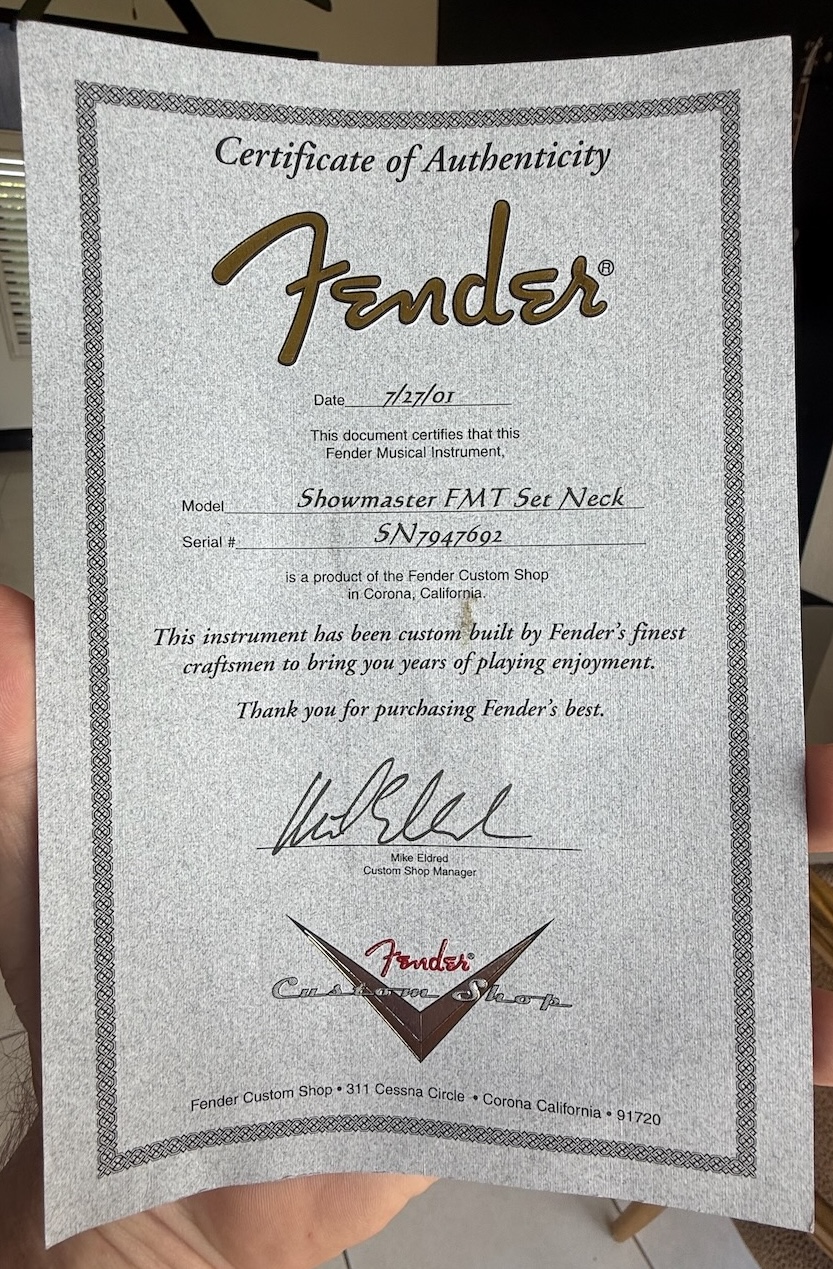 Certificate of Authenticity
Fender®
Date 7/27/01
This document certifies that this
Fender Musical Instrument,
Model Showmaster FMT Set Neck
Serial # SN7947692
is a product of the Fender Custom Shop
in Corona, California.
This instrument has been custom built by Fender's finest
craftsmen to bring you years of playing enjoyment.
Thank you for purchasing Fender's best.
Mike Eldred
Mike Eldred
Custom Shop Manager
Fender®
Custom Shop
Fender Custom Shop • 311 Cessna Circle • Corona California • 91720